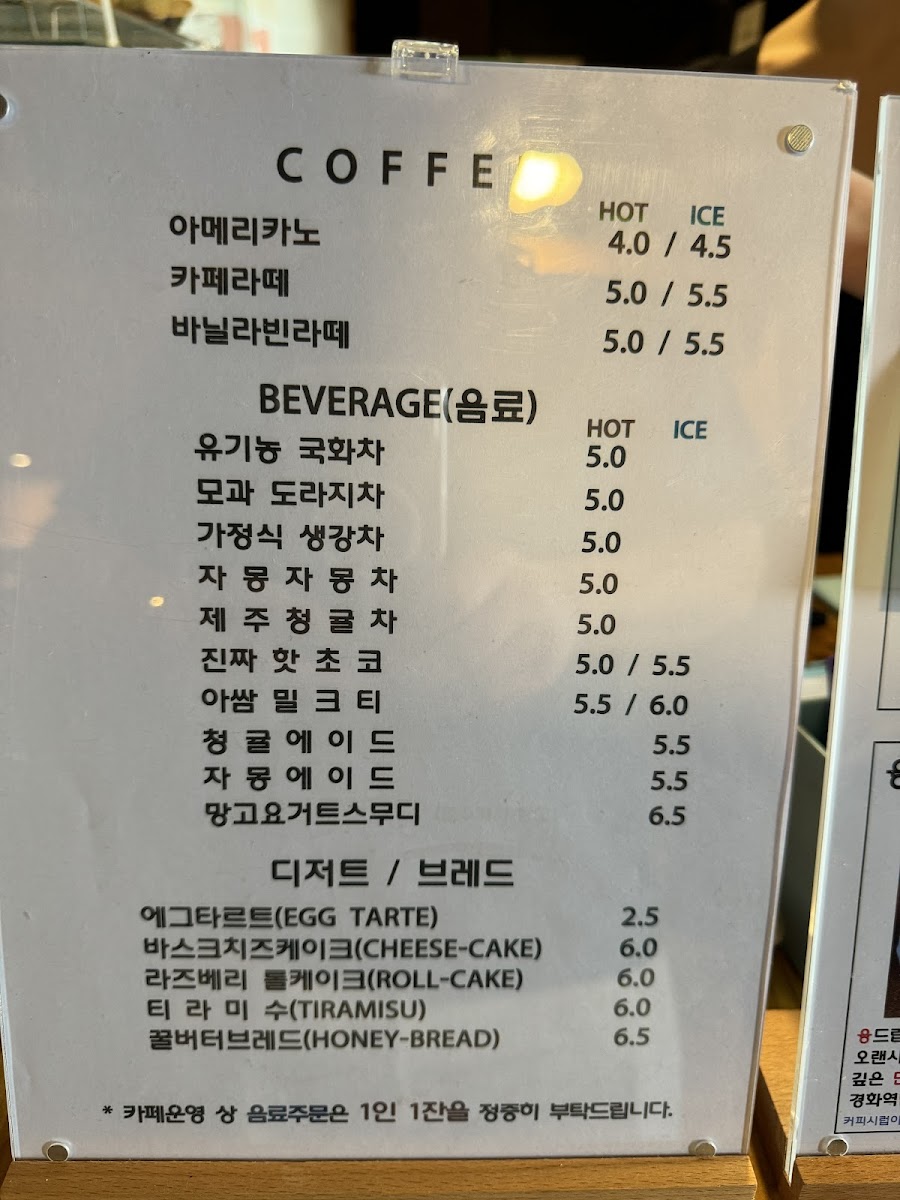 COFFE
HOT ICE
아메리카노 4.0 / 4.5
카페라떼 5.0 / 5.5
바닐라빈라떼 5.0 / 5.5
BEVERAGE(음료)
HOT ICE
유기농 국화차 5.0
모과 도라지차 5.0
가정식 생강차 5.0
자몽자몽차 5.0
제주청귤차 5.0
진짜 핫초코 5.0 / 5.5
아쌈밀크티 5.5 / 6.0
청귤에이드 5.5
자몽에이드 5.5
망고요거트스무디 6.5
디저트 / 브레드
에그타르트(EGG TARTE) 2.5
바스크치즈케이크(CHEESE-CAKE) 6.0
라즈베리 롤케이크(ROLL-CAKE) 6.0
티라미수(TIRAMISU) 6.0
꿀버터브레드(HONEY-BREAD) 6.5
* 카페운영 상 음료주문은 1인 1잔을 정중히 부탁드립니다.
깊은
경화역